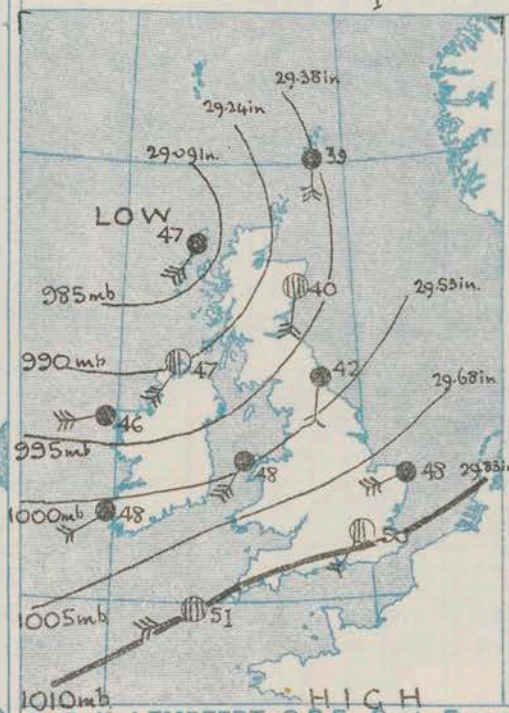 29.38in.
29.24in.
29.09in.
39
LOW
47
985mb
40
29.53in.
990mb
47
42
29.68in.
46
995mb
48
48
29.83in
1000mb
48
50
51
1005mb
1010mb
HIGH